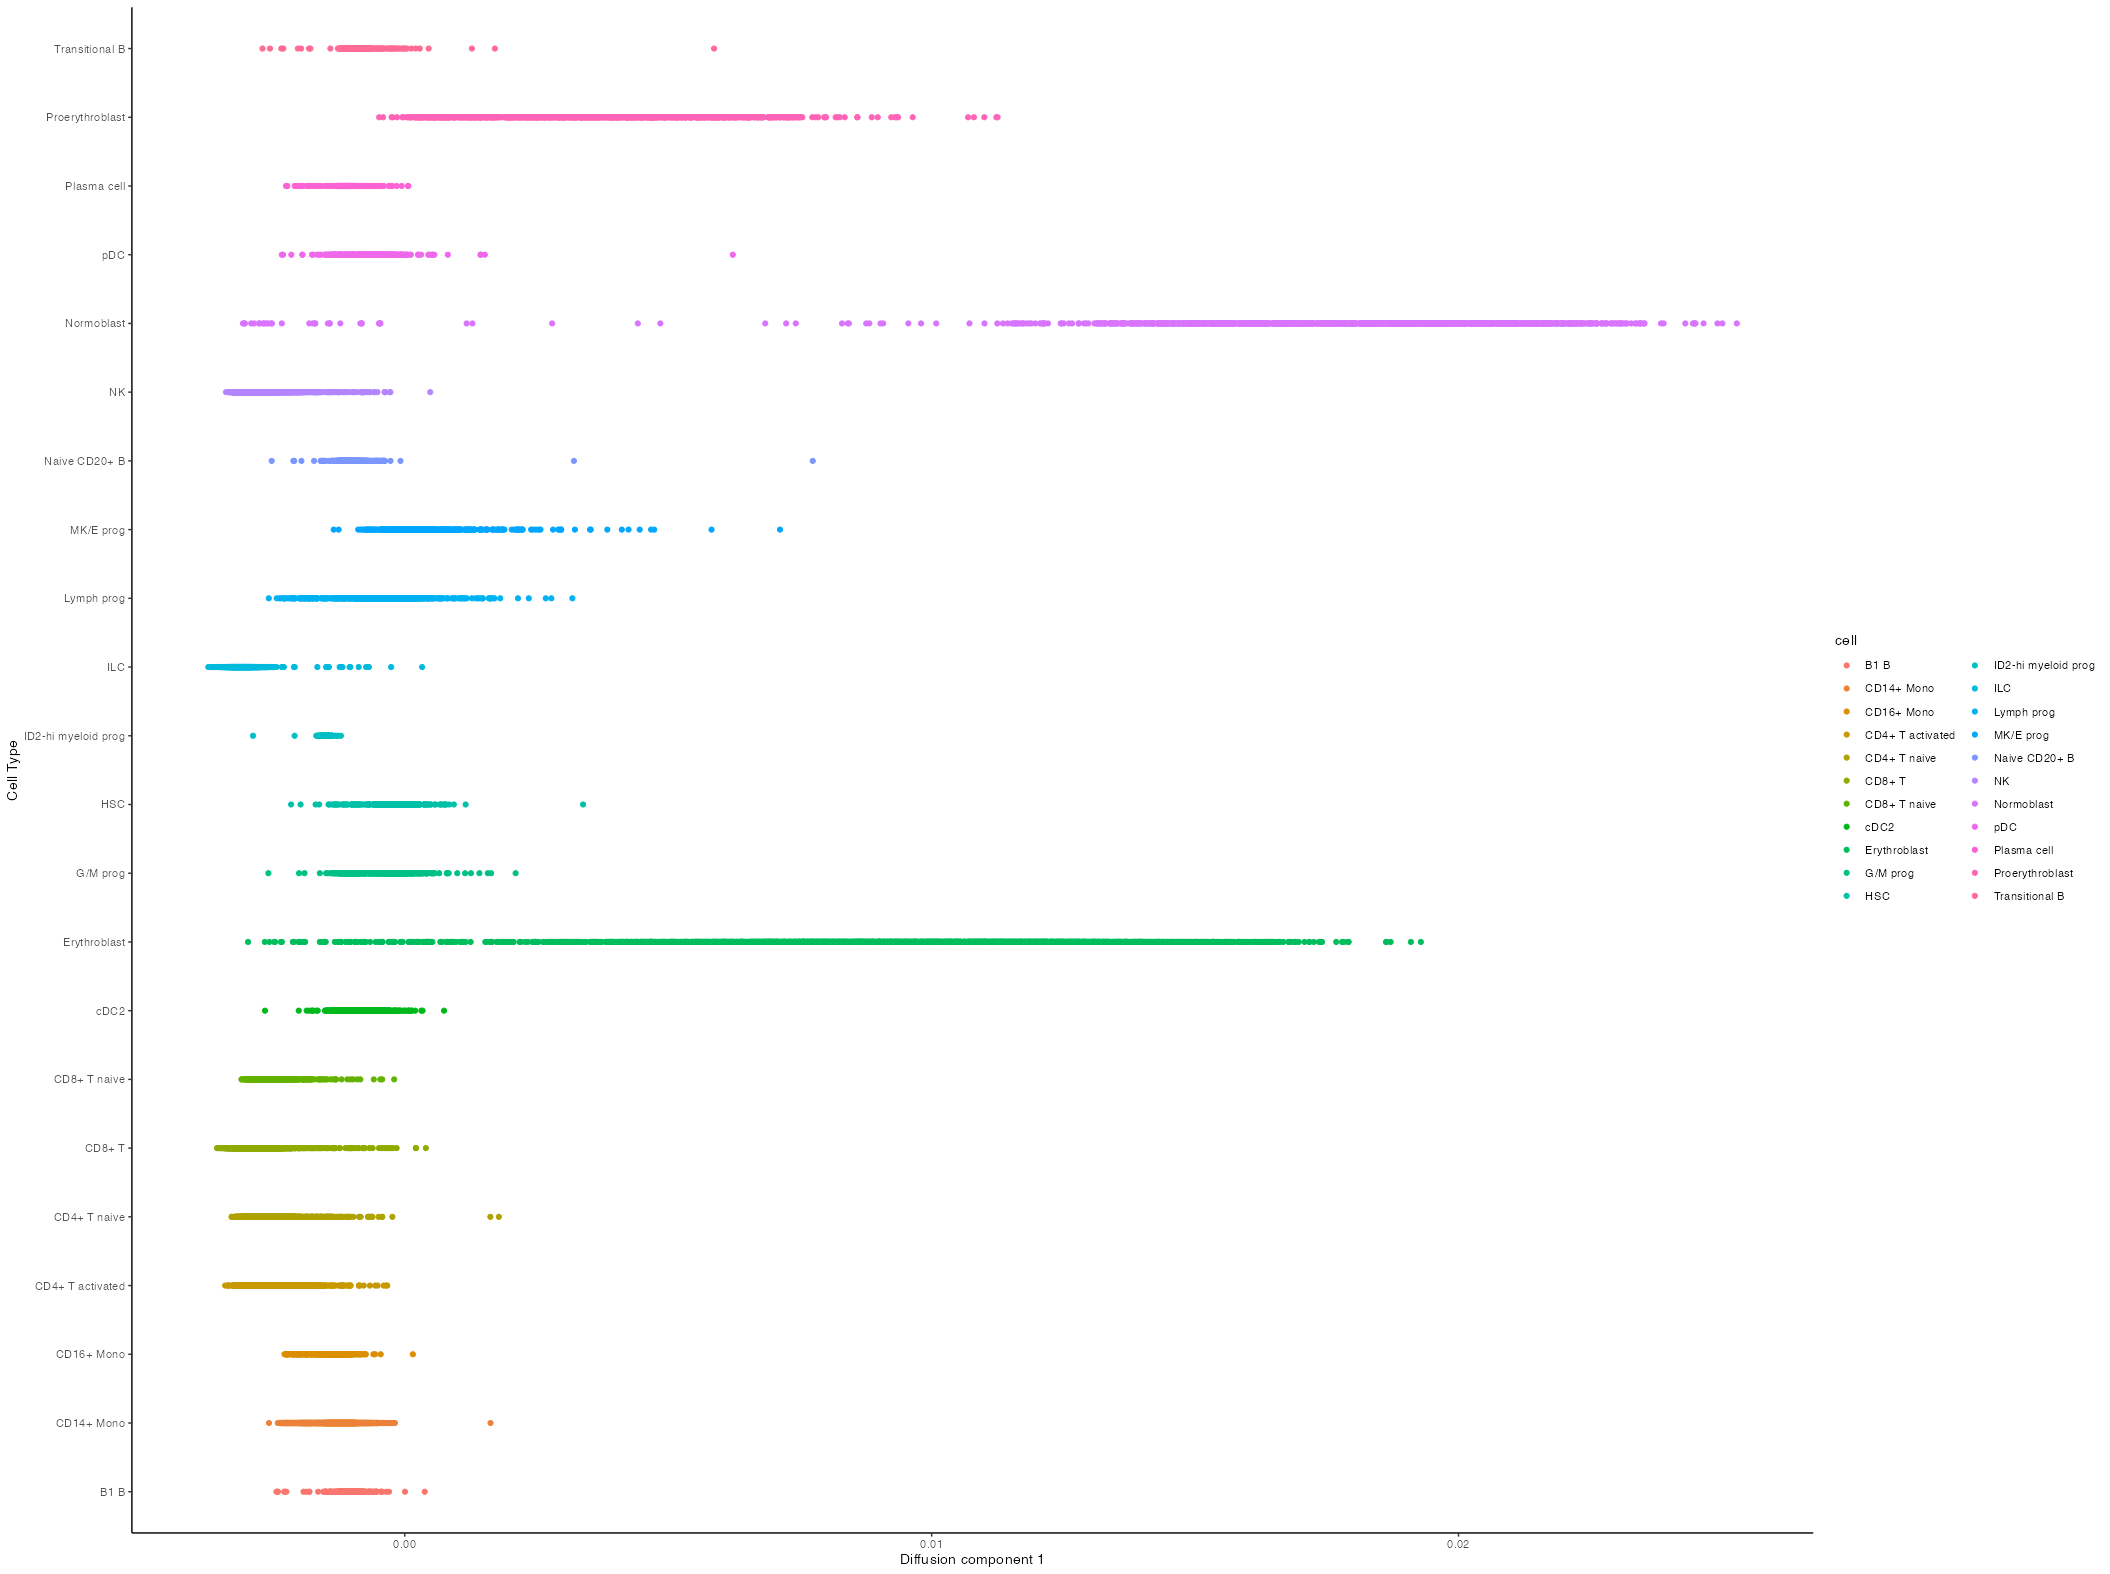 Transitional B
Proerythroblast
Plasma cell
pDC
Normoblast
NK
Naive CD20+ B
MK/E prog
Lymph prog
ILC
ID2-hi myeloid prog
HSC
G/M prog
Erythroblast
cDC2
CD8+ T naive
CD8+ T
CD4+ T naive
CD4+ T activated
CD16+ Mono
CD14+ Mono
B1 B
Cell Type
0.00
0.01
0.02
Diffusion component 1
cell
B1 B
CD14+ Mono
CD16+ Mono
CD4+ T activated
CD4+ T naive
CD8+ T
CD8+ T naive
cDC2
Erythroblast
G/M prog
HSC
ID2-hi myeloid prog
ILC
Lymph prog
MK/E prog
Naive CD20+ B
NK
Normoblast
pDC
Plasma cell
Proerythroblast
Transitional B